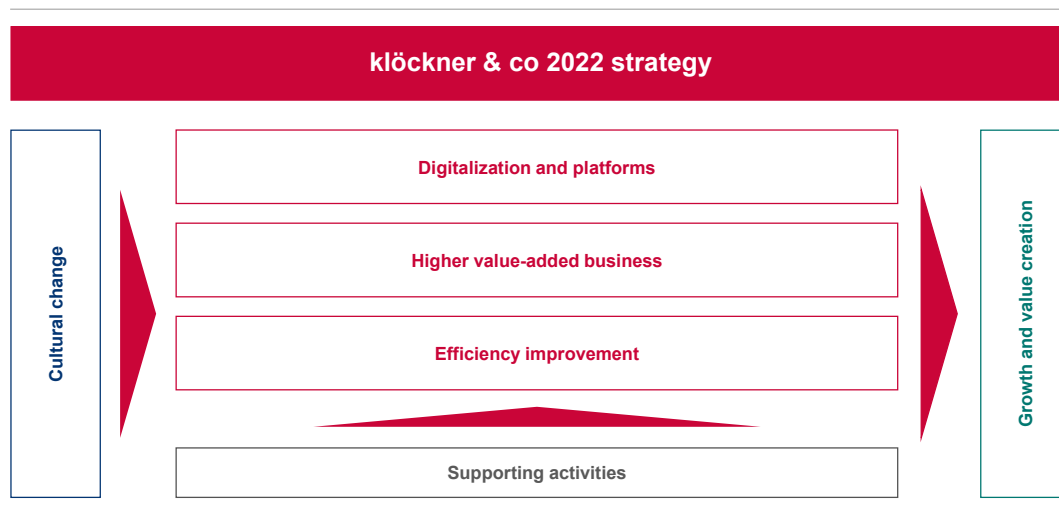 klöckner & co 2022 strategy
Cultural change
Digitalization and platforms
Higher value-added business
Efficiency improvement
Supporting activities
Growth and value creation